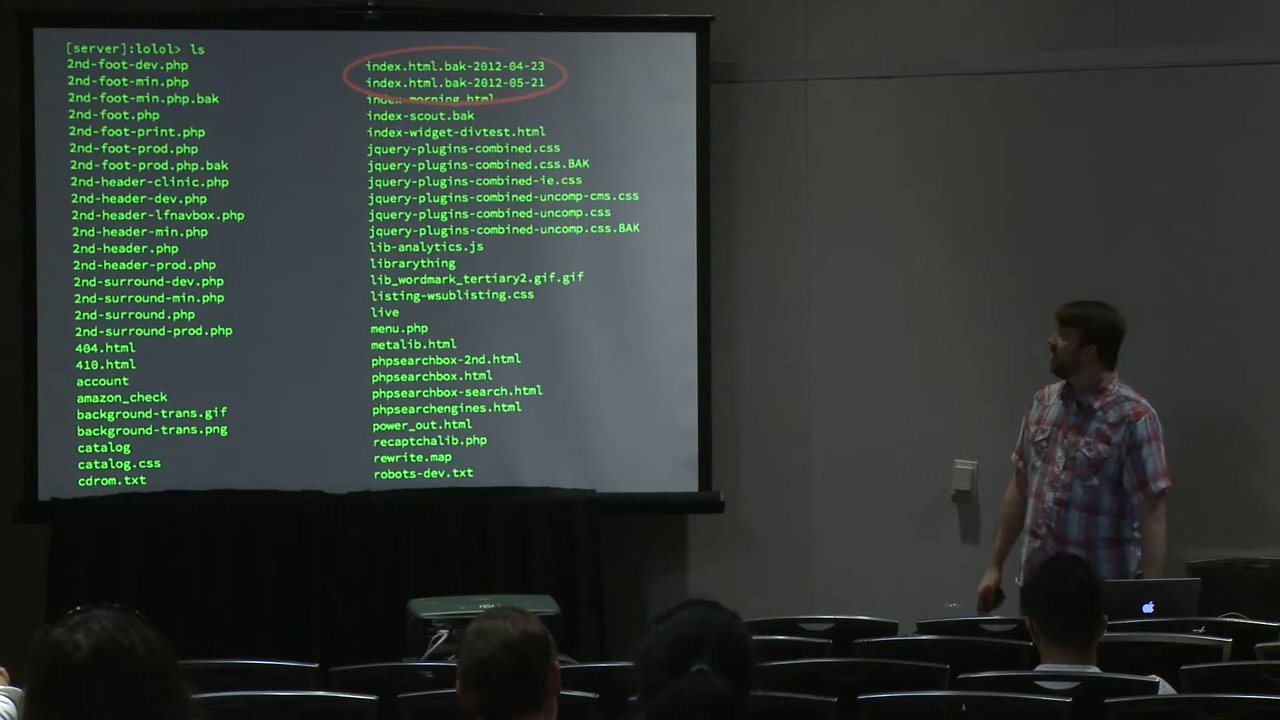 [server]:lolol> ls
2nd-foot-dev.php
2nd-foot-min.php
2nd-foot-min.php.bak
2nd-foot.php
2nd-foot-print.php
2nd-foot-prod.php
2nd-foot-prod.php.bak
2nd-header-clinic.php
2nd-header-dev.php
2nd-header-lfnavbox.php
2nd-header-min.php
2nd-header.php
2nd-header-prod.php
2nd-surround-dev.php
2nd-surround-min.php
2nd-surround.php
2nd-surround-prod.php
404.html
410.html
account
amazon_check
background-trans.gif
background-trans.png
catalog
catalog.css
cdrom.txt
index.html.bak-2012-04-23
index.html.bak-2012-05-21
index-morning.html
index-scout.bak
index-widget-divtest.html
jquery-plugins-combined.css
jquery-plugins-combined.css.BAK
jquery-plugins-combined-ie.css
jquery-plugins-combined-uncomp-cms.css
jquery-plugins-combined-uncomp.css
jquery-plugins-combined-uncomp.css.BAK
lib-analytics.js
librarything
lib_wordmark_tertiary2.gif.gif
listing-wsublisting.css
live
menu.php
metalib.html
phpsearchbox-2nd.html
phpsearchbox.html
phpsearchbox-search.html
phpsearchengines.html
power_out.html
recaptchalib.php
rewrite.map
robots-dev.txt